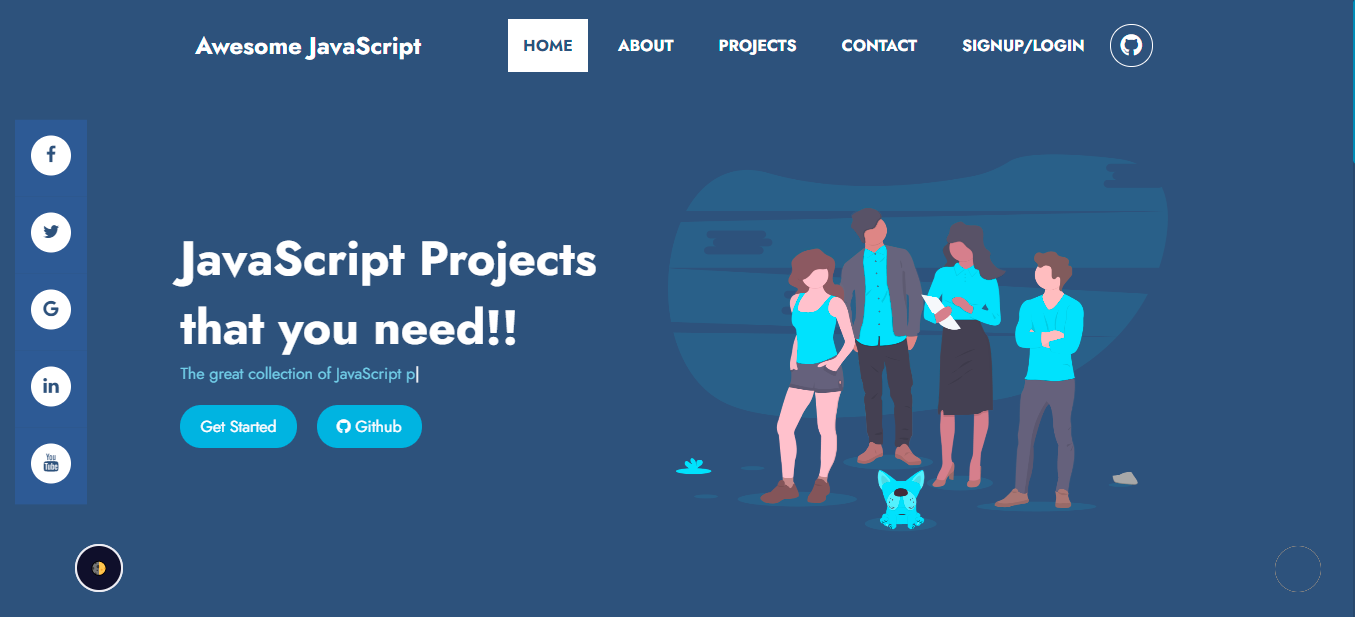 Awesome JavaScript
HOME
ABOUT
PROJECTS
CONTACT
SIGNUP/LOGIN
JavaScript Projects
that you need!!
The great collection of JavaScript p|
Get Started
Github
G
in
You
Tube